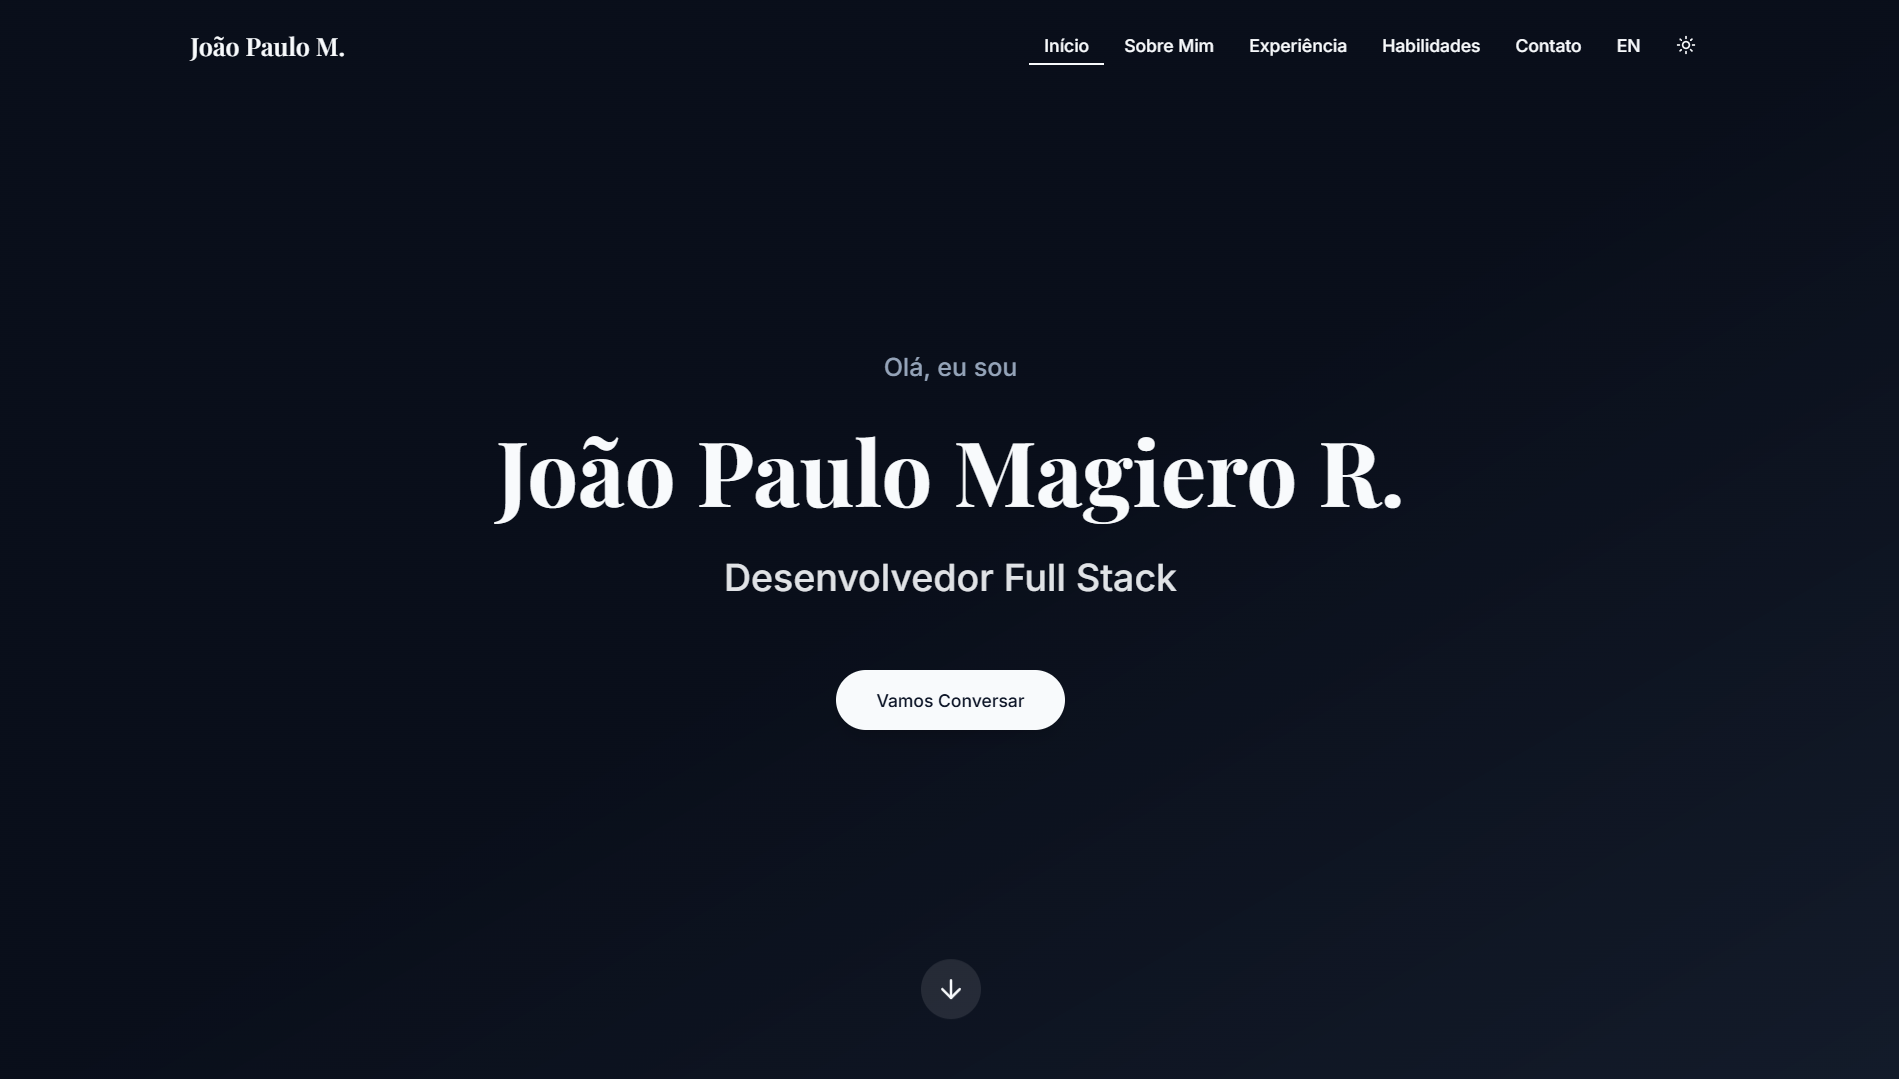 João Paulo M.
Início Sobre Mim Experiência Habilidades Contato EN
Olá, eu sou
João Paulo Magiero R.
Desenvolvedor Full Stack
Vamos Conversar